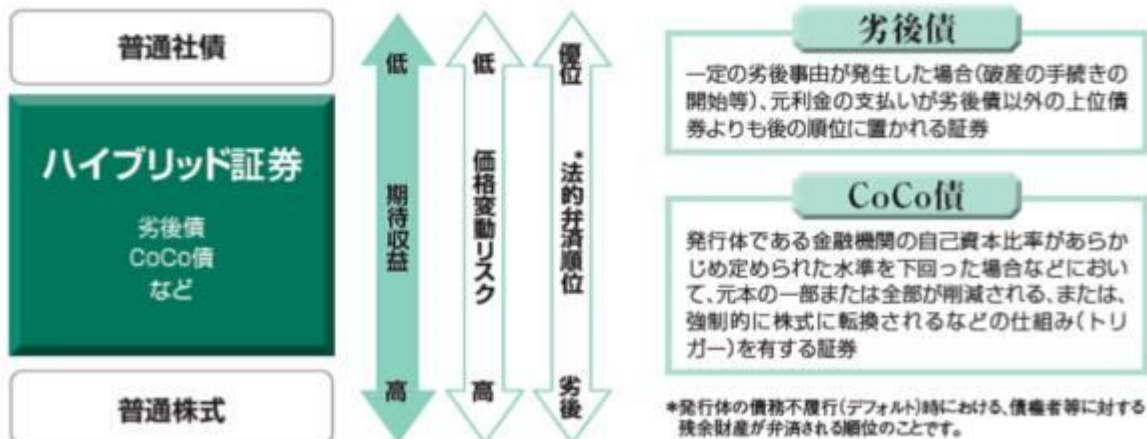 普通社債
ハイブリッド証券
劣後債
CoCo債
など
普通株式
低
期待収益
高
低
価格変動リスク
高
優位
*法的弁済順位
劣後
劣後債
一定の劣後事由が発生した場合(破産の手続きの
開始等)、元利金の支払いが劣後債以外の上位債
券よりも後の順位に置かれる証券
CoCo債
発行体である金融機関の自己資本比率があらか
じめ定められた水準を下回った場合などにおい
て、元本の一部または全部が削減される、または、
強制的に株式に転換されるなどの仕組み(トリ
ガー)を有する証券
*発行体の債務不履行(デフォルト)時における、債権者等に対する
残余財産が弁済される順位のことです。